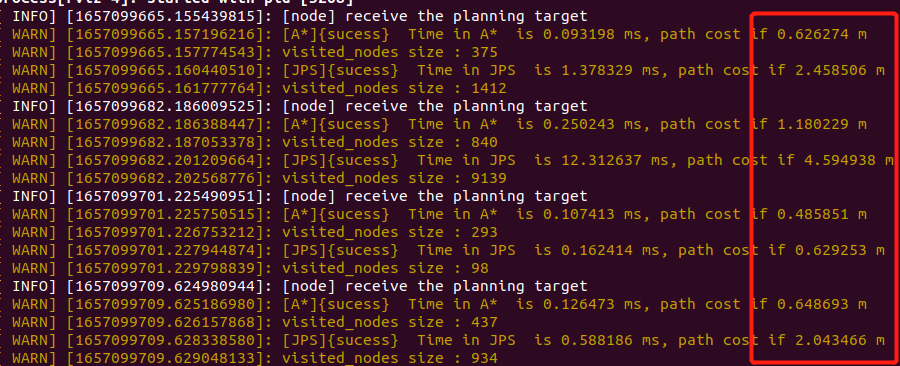 process[rviz-4]: started with pid [5208]
[ INFO] [1657099665.155439815]: [node] receive the planning target
[ WARN] [1657099665.157196216]: [A*]{sucess}  Time in A*  is 0.093198 ms, path cost if 0.626274 m
[ WARN] [1657099665.157774543]: visited_nodes size : 375
[ WARN] [1657099665.160440510]: [JPS]{sucess}  Time in JPS  is 1.378329 ms, path cost if 2.458506 m
[ WARN] [1657099665.161777764]: visited_nodes size : 1412
[ INFO] [1657099682.186009525]: [node] receive the planning target
[ WARN] [1657099682.186388447]: [A*]{sucess}  Time in A*  is 0.250243 ms, path cost if 1.180229 m
[ WARN] [1657099682.187053378]: visited_nodes size : 840
[ WARN] [1657099682.201209664]: [JPS]{sucess}  Time in JPS  is 12.312637 ms, path cost if 4.594938 m
[ WARN] [1657099682.202568776]: visited_nodes size : 9139
[ INFO] [1657099701.225490951]: [node] receive the planning target
[ WARN] [1657099701.225750515]: [A*]{sucess}  Time in A*  is 0.107413 ms, path cost if 0.485851 m
[ WARN] [1657099701.226753212]: visited_nodes size : 293
[ WARN] [1657099701.227944874]: [JPS]{sucess}  Time in JPS  is 0.162414 ms, path cost if 0.629253 m
[ WARN] [1657099701.229798839]: visited_nodes size : 98
[ INFO] [1657099709.624980944]: [node] receive the planning target
[ WARN] [1657099709.625186980]: [A*]{sucess}  Time in A*  is 0.126473 ms, path cost if 0.648693 m
[ WARN] [1657099709.626157868]: visited_nodes size : 437
[ WARN] [1657099709.628338580]: [JPS]{sucess}  Time in JPS  is 0.588186 ms, path cost if 2.043466 m
[ WARN] [1657099709.629048133]: visited_nodes size : 934